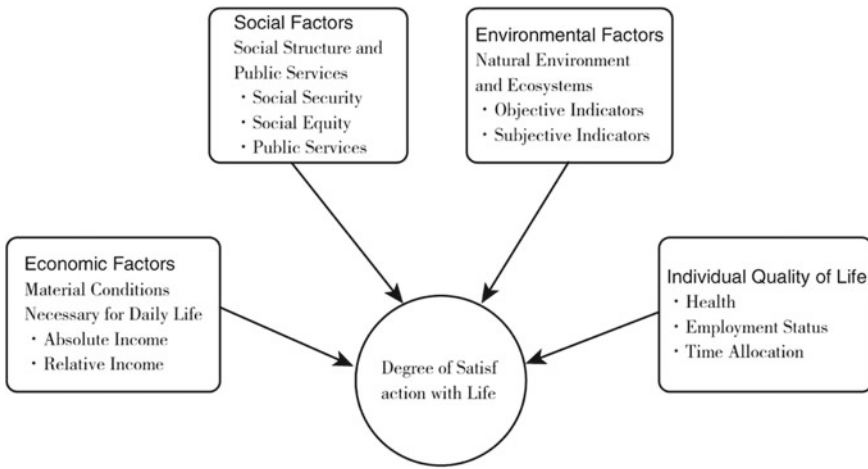 Social Factors
Social Structure and
Public Services
・Social Security
・Social Equity
・Public Services
Environmental Factors
Natural Environment
and Ecosystems
・Objective Indicators
・Subjective Indicators
Economic Factors
Material Conditions
Necessary for Daily Life
・Absolute Income
・Relative Income
Individual Quality of Life
・Health
・Employment Status
・Time Allocation
Degree of Satisf
action with Life